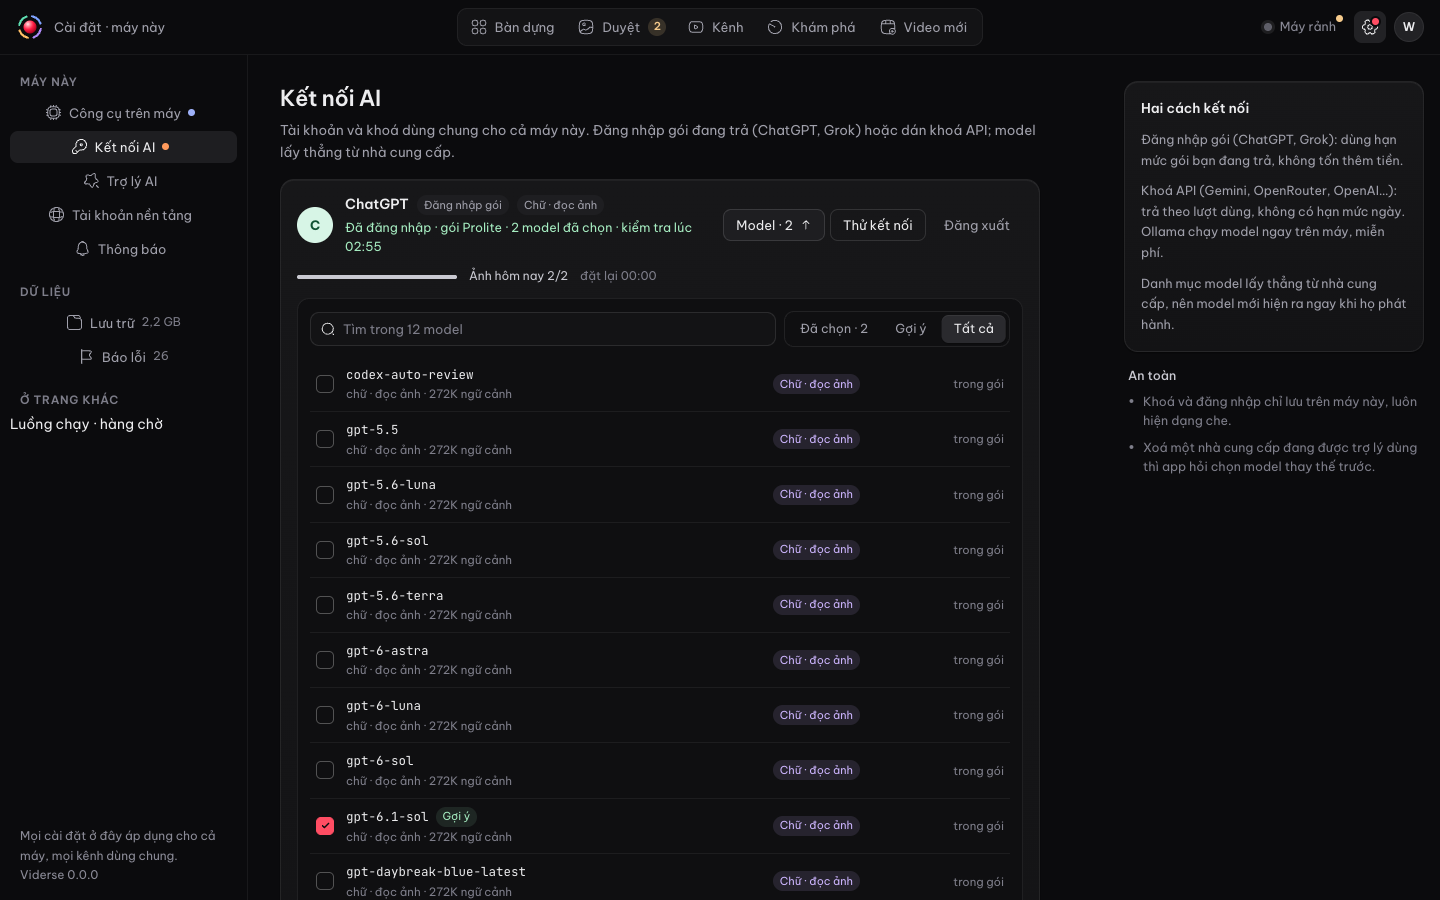 Cài đặt · máy này
Bàn dựng
Duyệt 2
Kênh
Khám phá
Video mới
Máy rảnh
W
MÁY NÀY
Công cụ trên máy
Kết nối AI
Trợ lý AI
Tài khoản nền tảng
Thông báo
DỮ LIỆU
Lưu trữ 2,2 GB
Báo lỗi 26
Ở TRANG KHÁC
Luồng chạy · hàng chờ
Mọi cài đặt ở đây áp dụng cho cả
máy, mọi kênh dùng chung.
Viderse 0.0.0
Kết nối AI
Tài khoản và khoá dùng chung cho cả máy này. Đăng nhập gói đang trả (ChatGPT, Grok) hoặc dán khoá API; model
lấy thẳng từ nhà cung cấp.
C
ChatGPT Đăng nhập gói Chữ · đọc ảnh
Đã đăng nhập · gói Prolite · 2 model đã chọn · kiểm tra lúc
02:55
Model · 2 ↑
Thử kết nối
Đăng xuất
Ảnh hôm nay 2/2 đặt lại 00:00
Tìm trong 12 model
Đã chọn · 2
Gợi ý
Tất cả
codex-auto-review
chữ · đọc ảnh · 272K ngữ cảnh
Chữ · đọc ảnh
trong gói
gpt-5.5
chữ · đọc ảnh · 272K ngữ cảnh
Chữ · đọc ảnh
trong gói
gpt-5.6-luna
chữ · đọc ảnh · 272K ngữ cảnh
Chữ · đọc ảnh
trong gói
gpt-5.6-sol
chữ · đọc ảnh · 272K ngữ cảnh
Chữ · đọc ảnh
trong gói
gpt-5.6-terra
chữ · đọc ảnh · 272K ngữ cảnh
Chữ · đọc ảnh
trong gói
gpt-6-astra
chữ · đọc ảnh · 272K ngữ cảnh
Chữ · đọc ảnh
trong gói
gpt-6-luna
chữ · đọc ảnh · 272K ngữ cảnh
Chữ · đọc ảnh
trong gói
gpt-6-sol
chữ · đọc ảnh · 272K ngữ cảnh
Chữ · đọc ảnh
trong gói
gpt-6.1-sol Gợi ý
chữ · đọc ảnh · 272K ngữ cảnh
Chữ · đọc ảnh
trong gói
gpt-daybreak-blue-latest
chữ · đọc ảnh · 272K ngữ cảnh
Chữ · đọc ảnh
trong gói
Hai cách kết nối
Đăng nhập gói (ChatGPT, Grok): dùng hạn
mức gói bạn đang trả, không tốn thêm tiền.
Khoá API (Gemini, OpenRouter, OpenAI…):
trả theo lượt dùng, không có hạn mức ngày.
Ollama chạy model ngay trên máy, miễn
phí.
Danh mục model lấy thẳng từ nhà cung
cấp, nên model mới hiện ra ngay khi họ phát
hành.
An toàn
• Khoá và đăng nhập chỉ lưu trên máy này, luôn
hiện dạng che.
• Xoá một nhà cung cấp đang được trợ lý dùng
thì app hỏi chọn model thay thế trước.